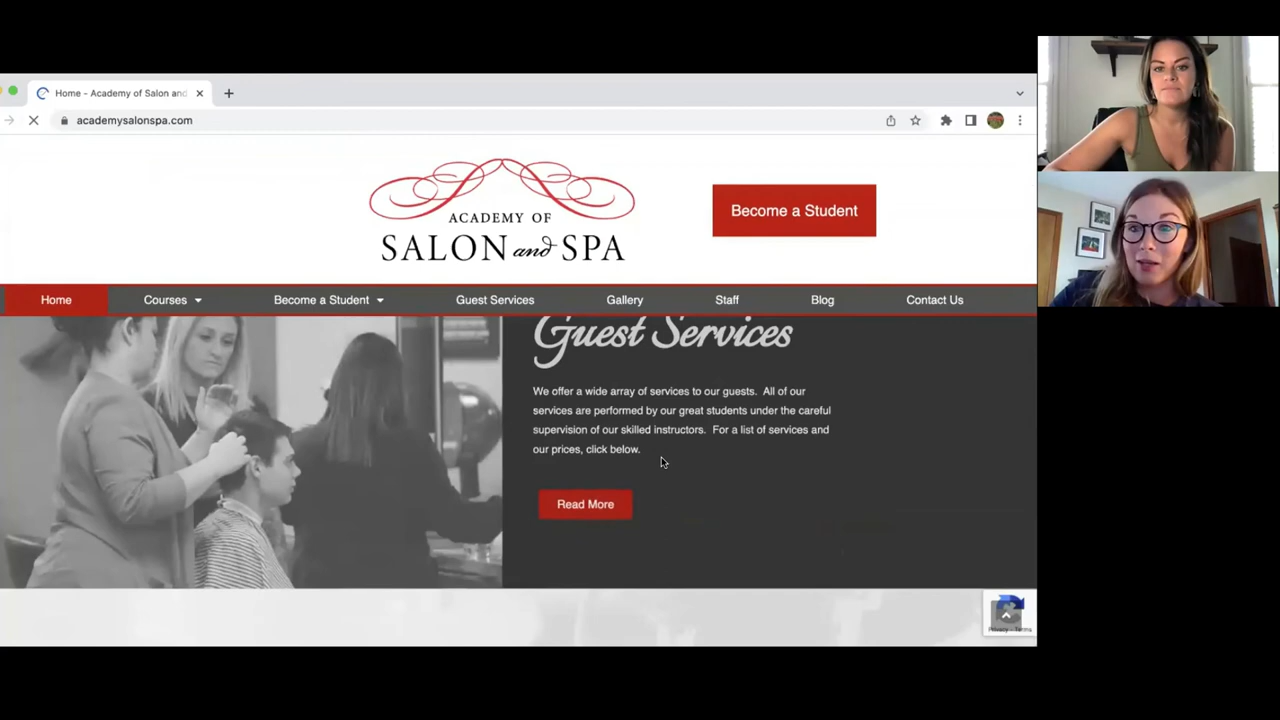 Home - Academy of Salon and
academysalonspa.com
ACADEMY OF
SALON and SPA
Become a Student
Home
Courses
Become a Student
Guest Services
Gallery
Staff
Blog
Contact Us
Guest Services
We offer a wide array of services to our guests. All of our
services are performed by our great students under the careful
supervision of our skilled instructors. For a list of services and
our prices, click below.
Read More
Privacy - Terms